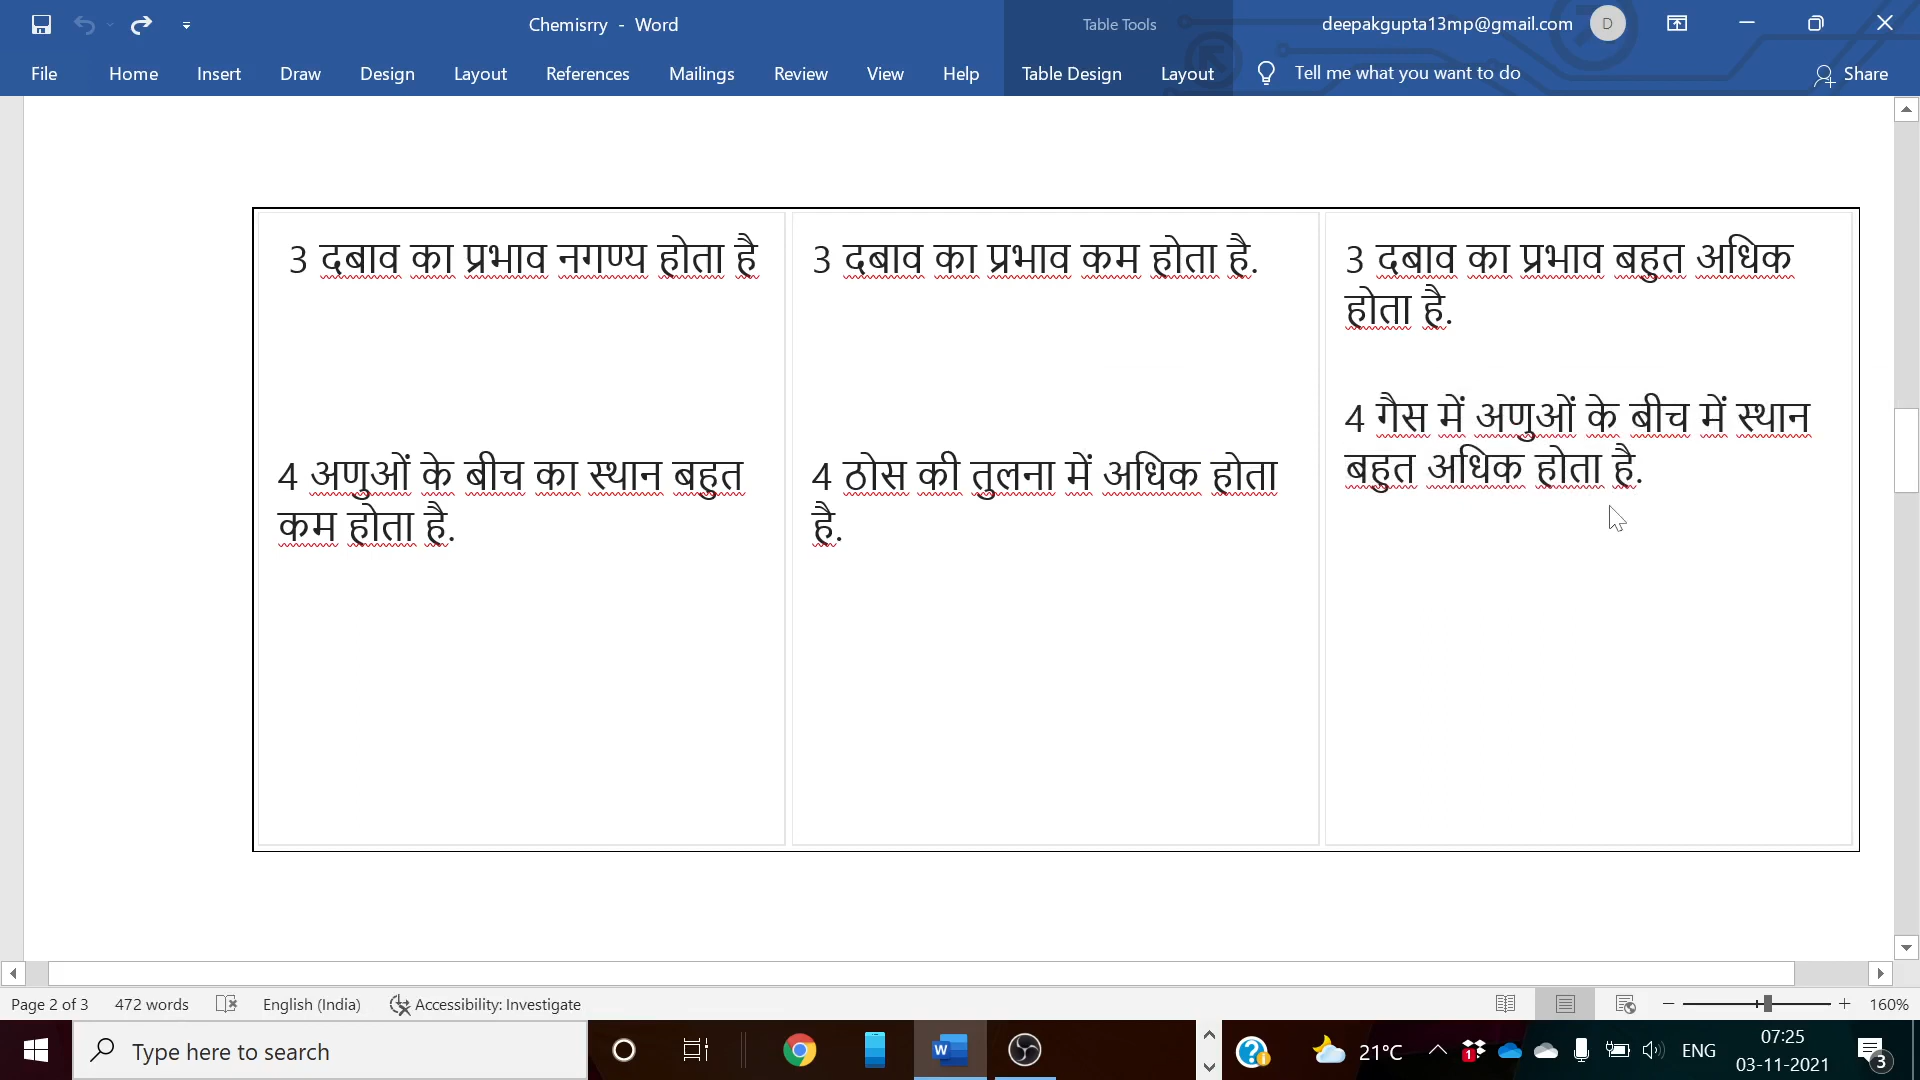 Chemisrry - Word
Table Tools
deepakgupta13mp@gmail.com
D
File
Home
Insert
Draw
Design
Layout
References
Mailings
Review
View
Help
Table Design
Layout
Tell me what you want to do
Share
3 दबाव का प्रभाव नगण्य होता है
4 अणुओं के बीच का स्थान बहुत
कम होता है.
3 दबाव का प्रभाव कम होता है.
4 ठोस की तुलना में अधिक होता
है.
3 दबाव का प्रभाव बहुत अधिक
होता है.
4 गैस में अणुओं के बीच में स्थान
बहुत अधिक होता है.
Page 2 of 3
472 words
English (India)
Accessibility: Investigate
160%
Type here to search
W
21°C
1
ENG
07:25
03-11-2021
3